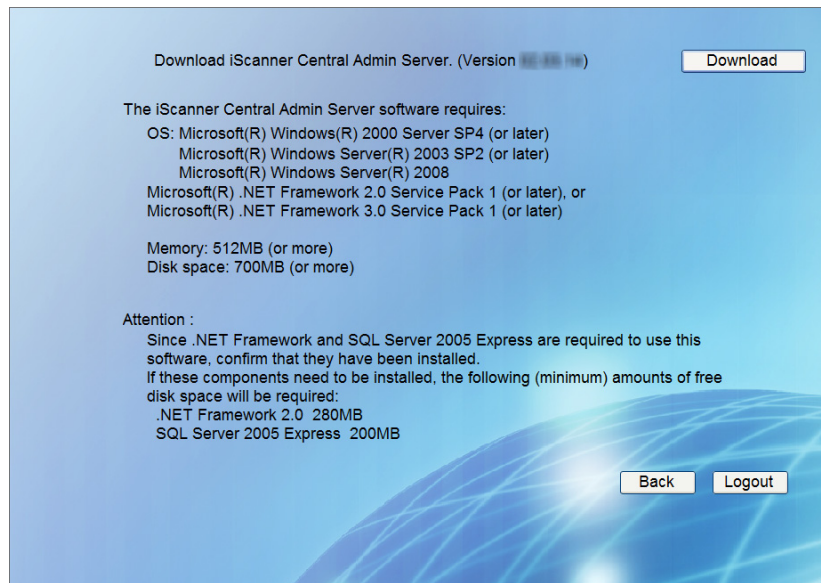 Download iScanner Central Admin Server. (Version )
Download
The iScanner Central Admin Server software requires:
OS: Microsoft(R) Windows(R) 2000 Server SP4 (or later)
Microsoft(R) Windows Server(R) 2003 SP2 (or later)
Microsoft(R) Windows Server(R) 2008
Microsoft(R) .NET Framework 2.0 Service Pack 1 (or later), or
Microsoft(R) .NET Framework 3.0 Service Pack 1 (or later)
Memory: 512MB (or more)
Disk space: 700MB (or more)
Attention :
Since .NET Framework and SQL Server 2005 Express are required to use this
software, confirm that they have been installed.
If these components need to be installed, the following (minimum) amounts of free
disk space will be required:
.NET Framework 2.0 280MB
SQL Server 2005 Express 200MB
Back
Logout